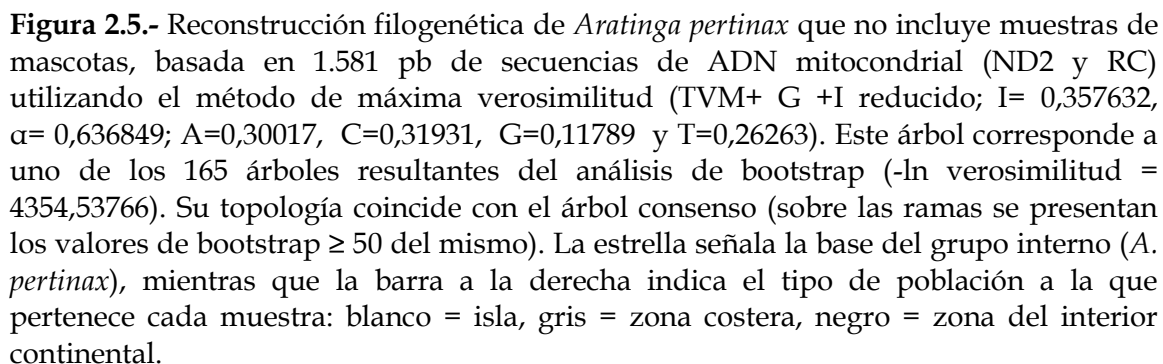 Figura 2.5.- Reconstrucción filogenética de Aratinga pertinax que no incluye muestras de
mascotas, basada en 1.581 pb de secuencias de ADN mitocondrial (ND2 y RC)
utilizando el método de máxima verosimilitud (TVM+ G +I reducido; I= 0,357632,
α= 0,636849; A=0,30017, C=0,31931, G=0,11789 y T=0,26263). Este árbol corresponde a
uno de los 165 árboles resultantes del análisis de bootstrap (-ln verosimilitud =
4354,53766). Su topología coincide con el árbol consenso (sobre las ramas se presentan
los valores de bootstrap ≥ 50 del mismo). La estrella señala la base del grupo interno (A.
pertinax), mientras que la barra a la derecha indica el tipo de población a la que
pertenece cada muestra: blanco = isla, gris = zona costera, negro = zona del interior
continental.